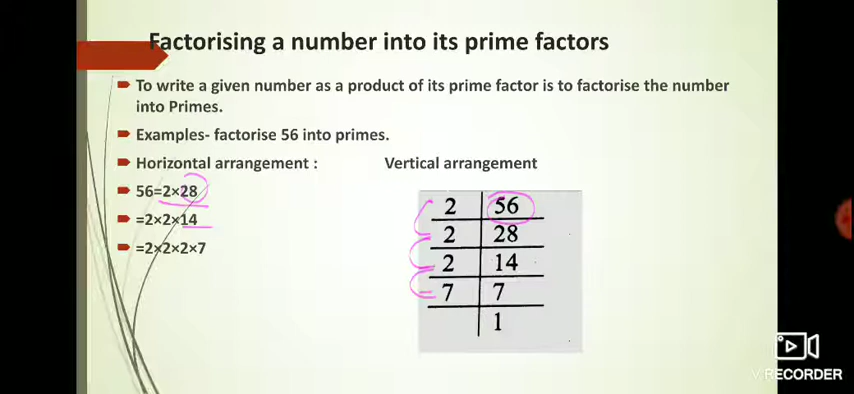 Factorising a number into its prime factors
To write a given number as a product of its prime factor is to factorise the number
into Primes.
Examples- factorise 56 into primes.
Horizontal arrangement : Vertical arrangement
56=2×28
=2×2×14
=2×2×2×7
2 56
2 28
2 14
7 7
1
V RECORDER